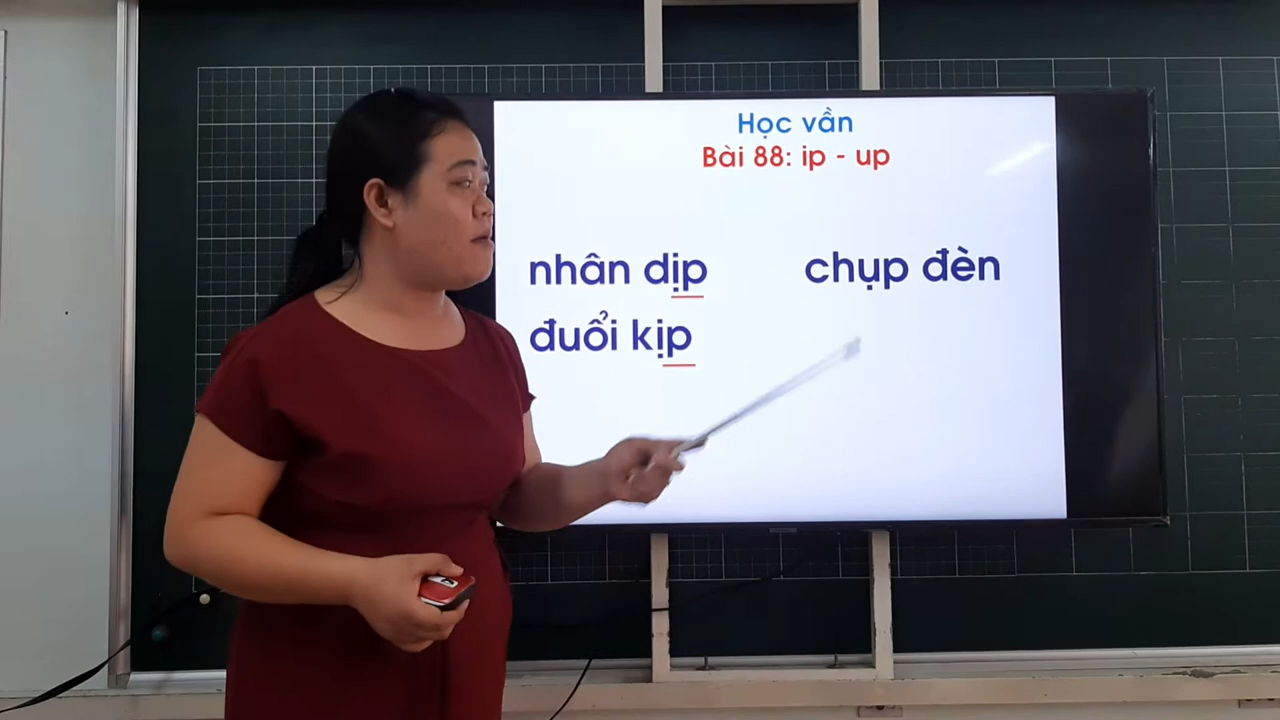 Học vần
Bài 88: ip - up
nhân dịp
chụp đèn
đuổi kịp